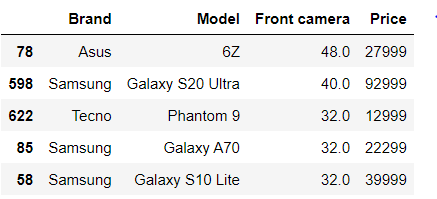 Brand Model Front camera Price
78 Asus 6Z 48.0 27999
598 Samsung Galaxy S20 Ultra 40.0 92999
622 Tecno Phantom 9 32.0 12999
85 Samsung Galaxy A70 32.0 22299
58 Samsung Galaxy S10 Lite 32.0 39999